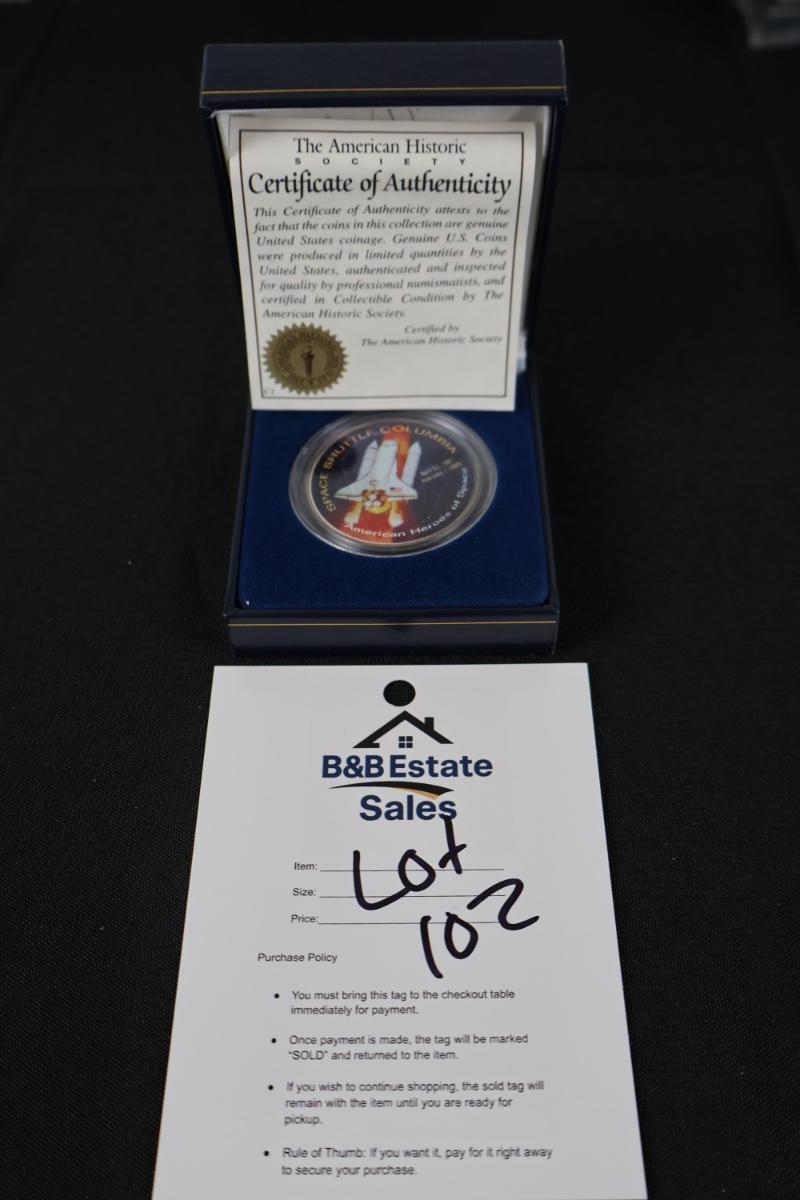 The American Historic
SOCIETY
Certificate of Authenticity
This Certificate of Authenticity attests to the
fact that the coins in this collection are genuine
United States coinage. Genuine U.S. Coins
were produced in limited quantities by the
United States, authenticated and inspected
for quality by professional numismatists, and
certified in Collectible Condition by The
American Historic Society.
Certified by
The American Historic Society
SPACE SHUTTLE COLUMBIA
American Heroes of Space
B&B Estate
Sales
Item: Lot
Size:
Price: 102
Purchase Policy
• You must bring this tag to the checkout table
immediately for payment.
• Once payment is made, the tag will be marked
"SOLD" and returned to the item.
• If you wish to continue shopping, the sold tag will
remain with the item until you are ready for
pickup.
• Rule of Thumb: If you want it, pay for it right away
to secure your purchase.